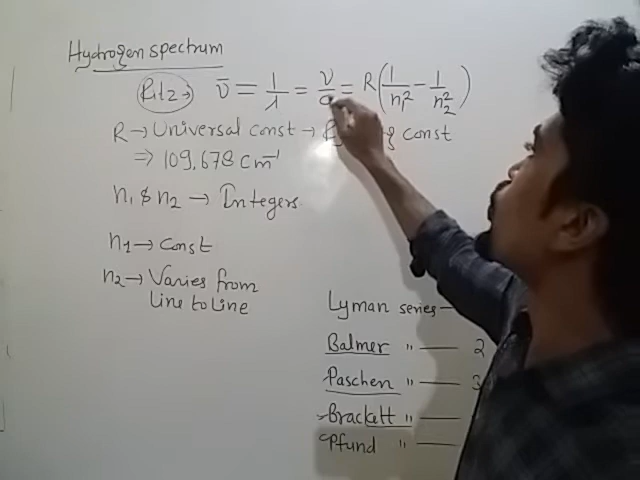 Hydrogen spectrum
Ritz ν̄ = 1/λ = ν/c = R(1/n₁² − 1/n₂²)
R → Universal const → const
⇒ 109,678 cm⁻¹
n₁ & n₂ → Integers
n₁ → const
n₂ → Varies from
line to line
Lyman series —
Balmer " — 2
Paschen " — 3
Brackett " —
Pfund " —